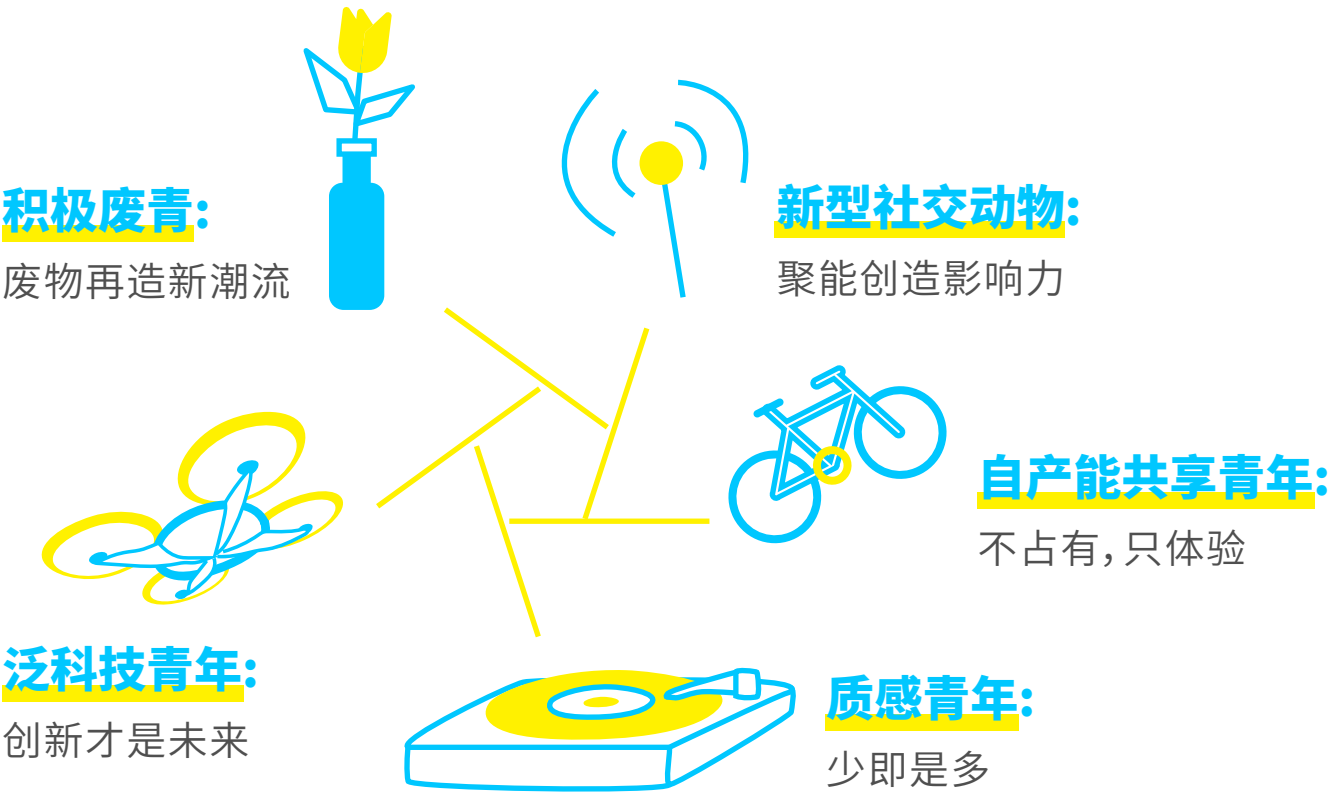 积极废青:
废物再造新潮流
新型社交动物:
聚能创造影响力
自产能共享青年:
不占有，只体验
泛科技青年:
创新才是未来
质感青年:
少即是多